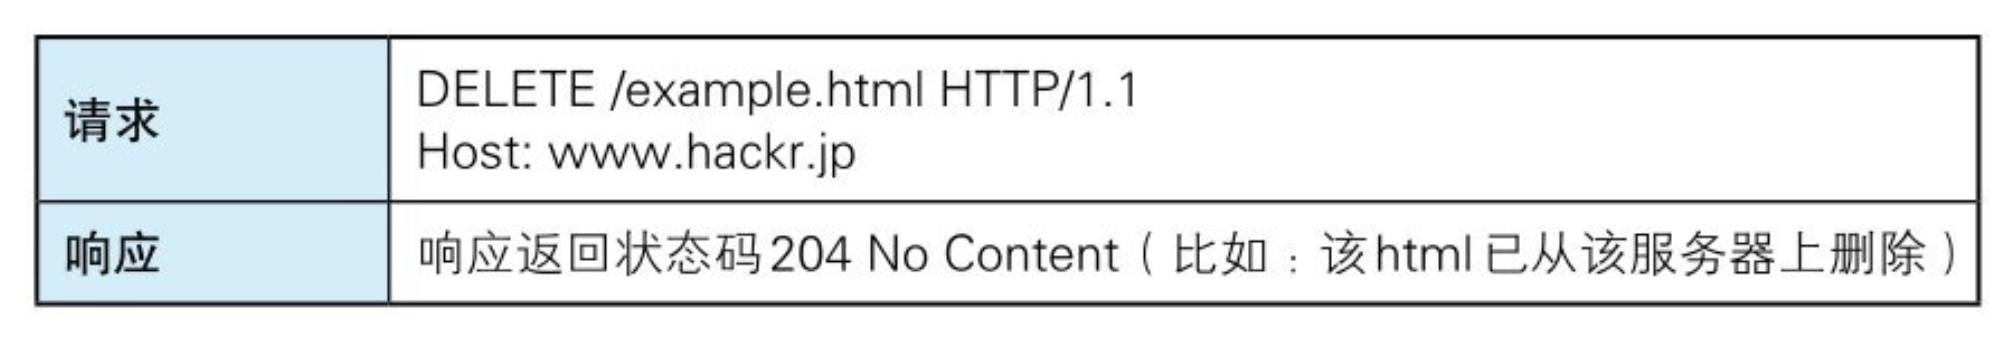 请求
DELETE /example.html HTTP/1.1
Host: www.hackr.jp
响应
响应返回状态码204 No Content（比如：该html已从该服务器上删除）